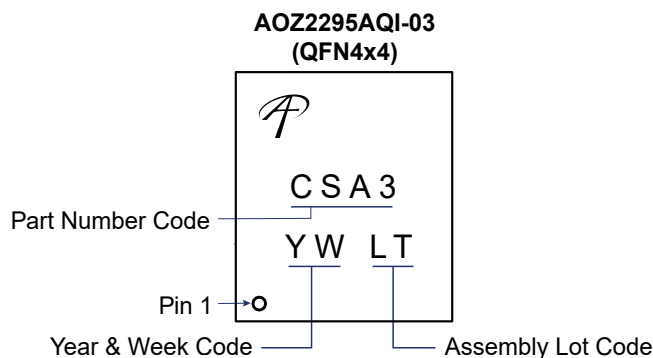 AOZ2295AQI-03
(QFN4x4)
CSA3
Part Number Code
YW LT
Pin 1
Year & Week Code
Assembly Lot Code